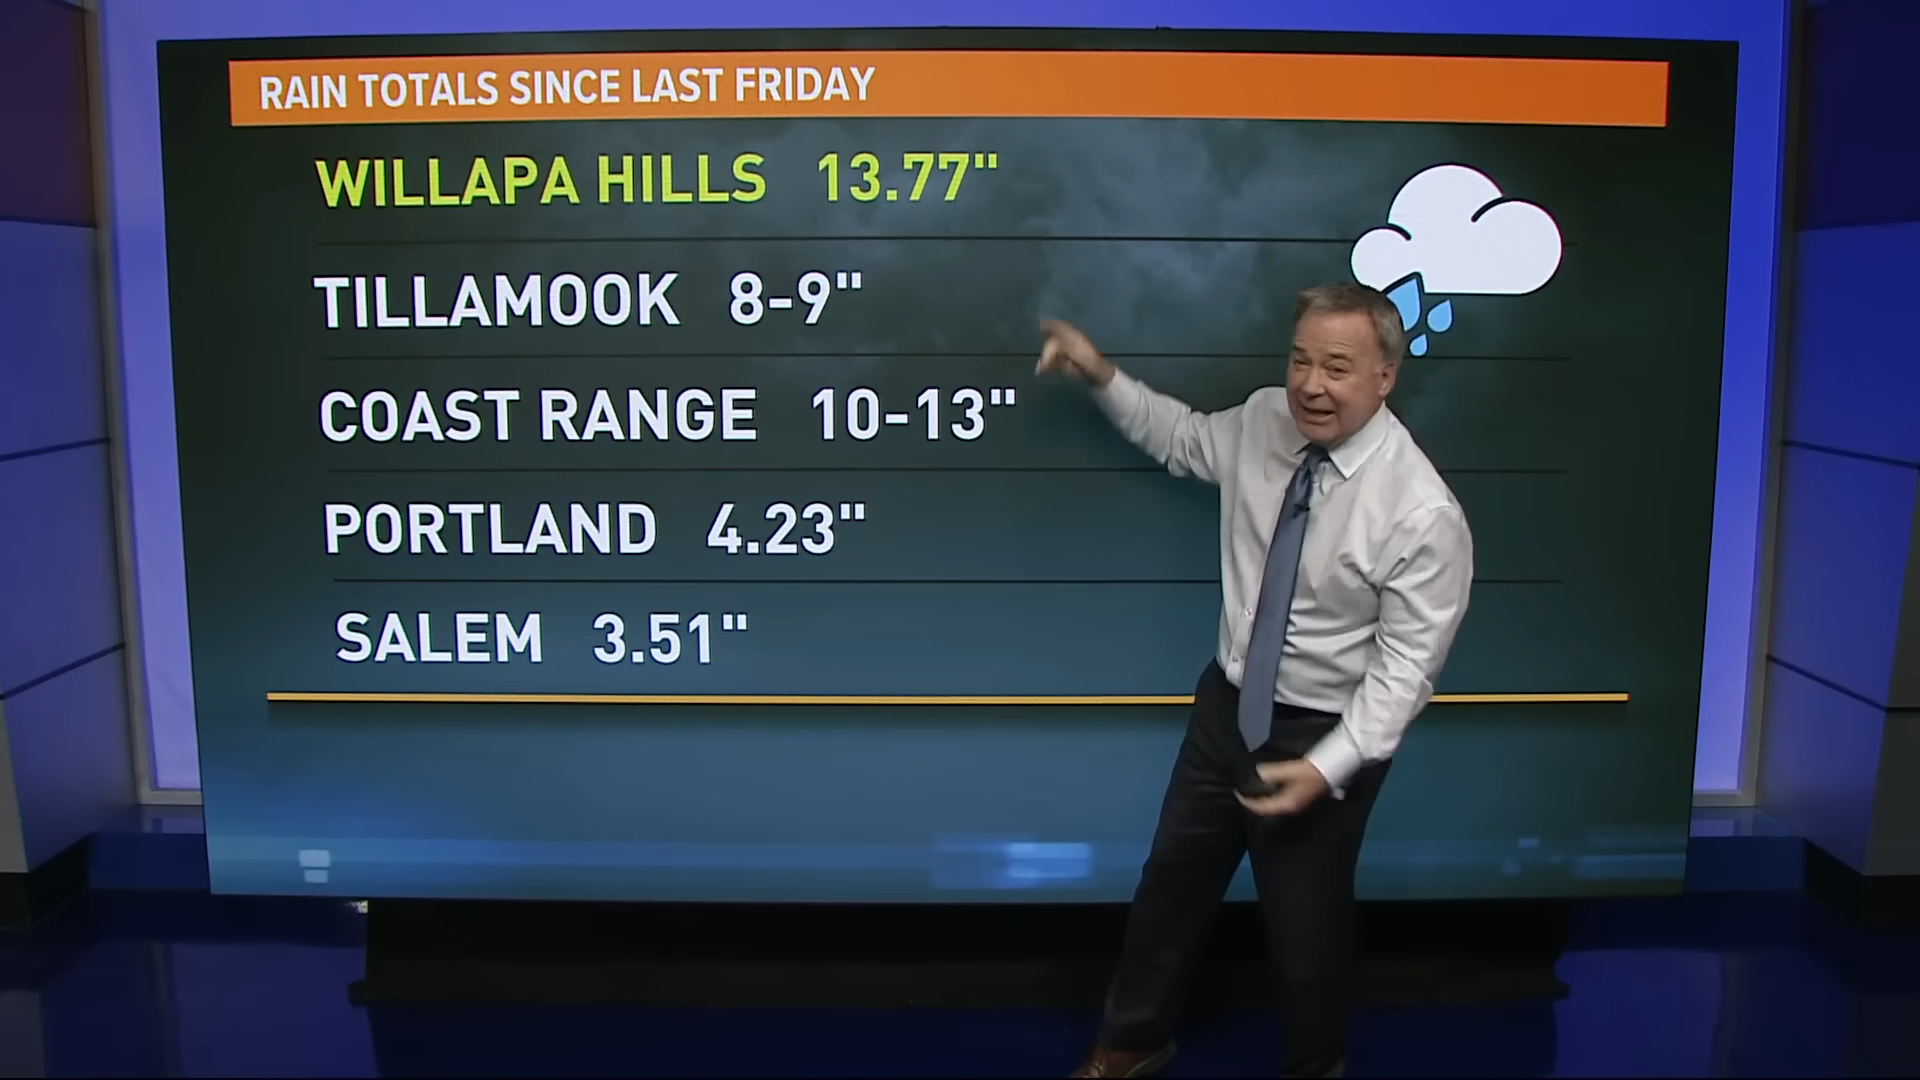 RAIN TOTALS SINCE LAST FRIDAY
WILLAPA HILLS 13.77"
TILLAMOOK 8-9"
COAST RANGE 10-13"
PORTLAND 4.23"
SALEM 3.51"